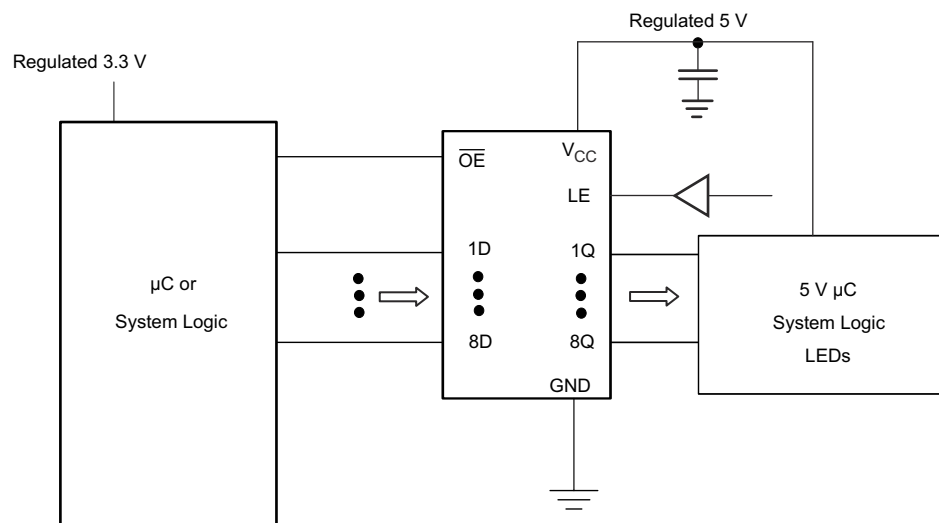 Regulated 5 V
Regulated 3.3 V
OE
VCC
LE
1D
1Q
µC or
System Logic
5 V µC
System Logic
LEDs
8D
8Q
GND